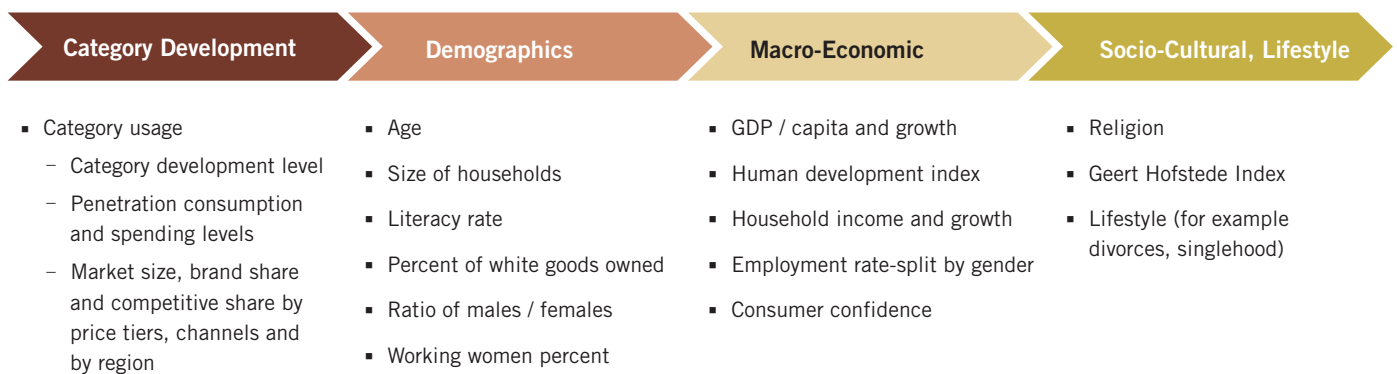 Category Development
Demographics
Macro-Economic
Socio-Cultural, Lifestyle
▪ Category usage
– Category development level
– Penetration consumption
and spending levels
– Market size, brand share
and competitive share by
price tiers, channels and
by region
▪ Age
▪ Size of households
▪ Literacy rate
▪ Percent of white goods owned
▪ Ratio of males / females
▪ Working women percent
▪ GDP / capita and growth
▪ Human development index
▪ Household income and growth
▪ Employment rate-split by gender
▪ Consumer confidence
▪ Religion
▪ Geert Hofstede Index
▪ Lifestyle (for example
divorces, singlehood)